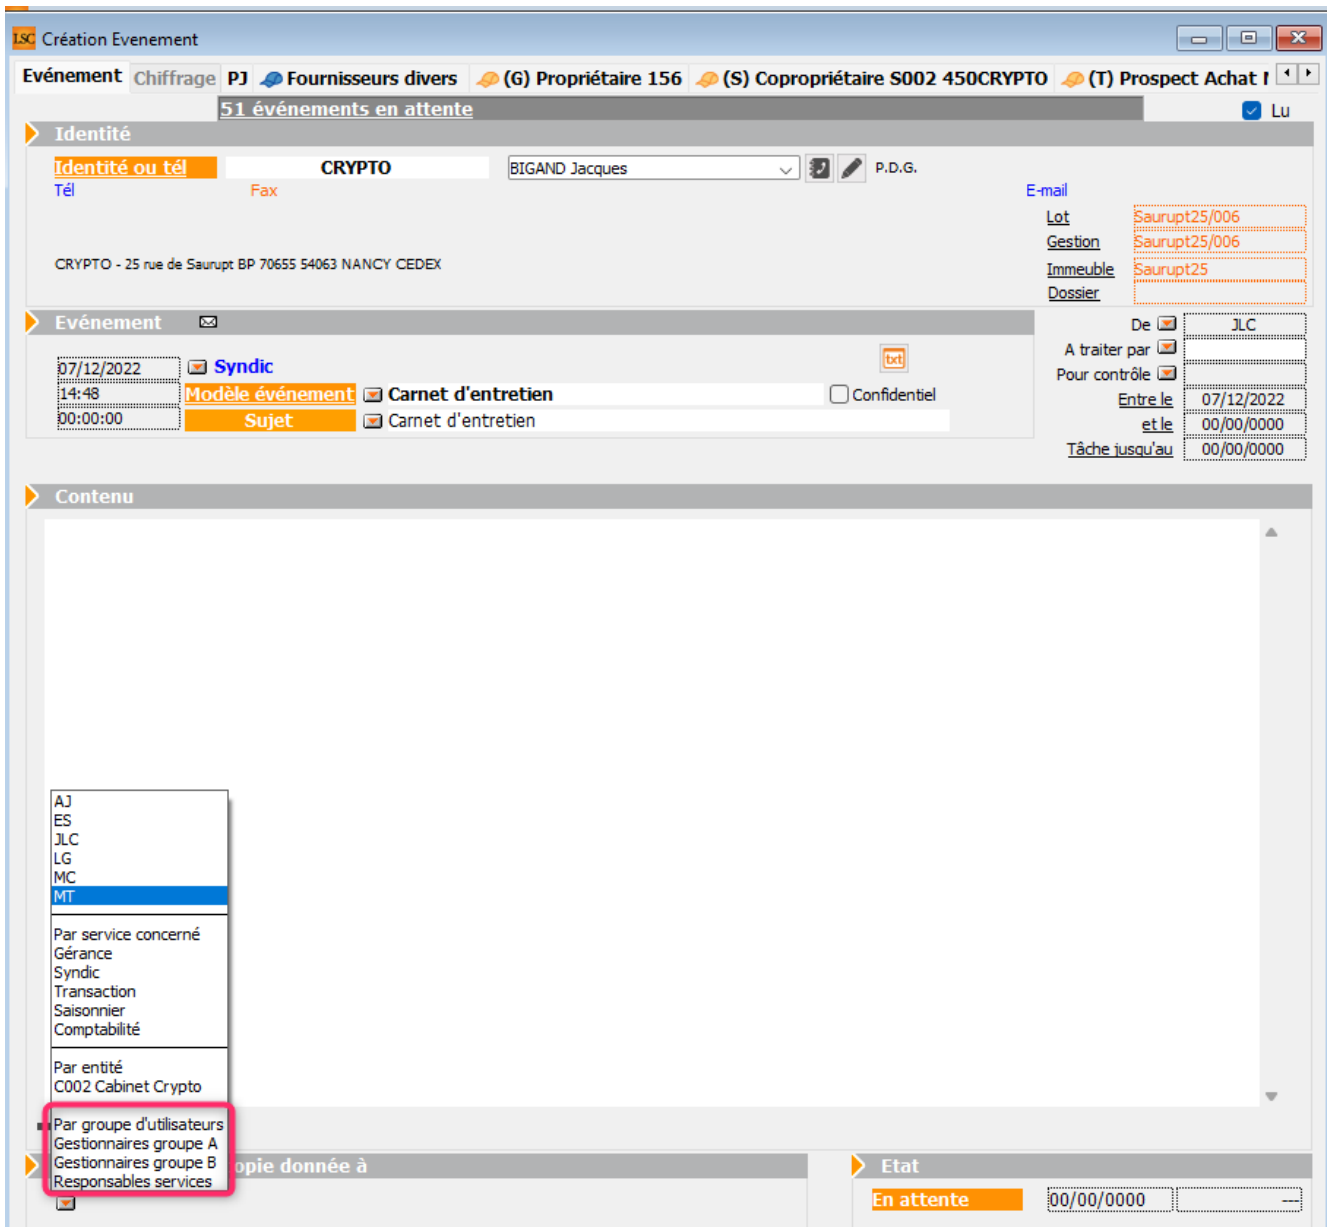 LSC Création Evenement
Evénement Chiffrage PJ Fournisseurs divers (G) Propriétaire 156 (S) Copropriétaire S002 450CRYPTO (T) Prospect Achat
51 événements en attente
Lu
Identité
Identité ou tél CRYPTO BIGAND Jacques P.D.G.
Tél Fax E-mail
Lot Saurupt25/006
Gestion Saurupt25/006
CRYPTO - 25 rue de Saurupt BP 70655 54063 NANCY CEDEX
Immeuble Saurupt25
Dossier
Evénement
De JLC
A traiter par
Pour contrôle
Entre le 07/12/2022
et le 00/00/0000
Tâche jusqu'au 00/00/0000
txt
07/12/2022 Syndic
14:48 Modèle événement Carnet d'entretien Confidentiel
00:00:00 Sujet Carnet d'entretien
Contenu
AJ
ES
JLC
LG
MC
MT
Par service concerné
Gérance
Syndic
Transaction
Saisonnier
Comptabilité
Par entité
C002 Cabinet Crypto
Par groupe d'utilisateurs
Gestionnaires groupe A
Gestionnaires groupe B
Responsables services
opie donnée à
Etat
En attente 00/00/0000 ---